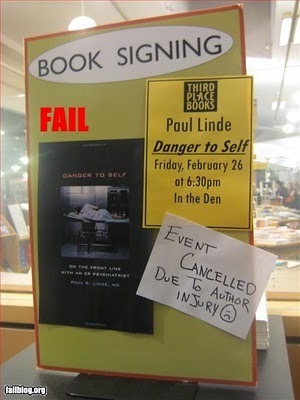 BOOK SIGNING
FAIL
THIRD
PLACE
BOOKS
Paul Linde
Danger to Self
Friday, February 26
at 6:30pm
In the Den
DANGER TO SELF
ON THE FRONT LINE
WITH AN ER PSYCHIATRIST
PAUL R. LINDE, MD
EVENT
CANCELLED
DUE TO AUTHOR
INJURY
failblog.org